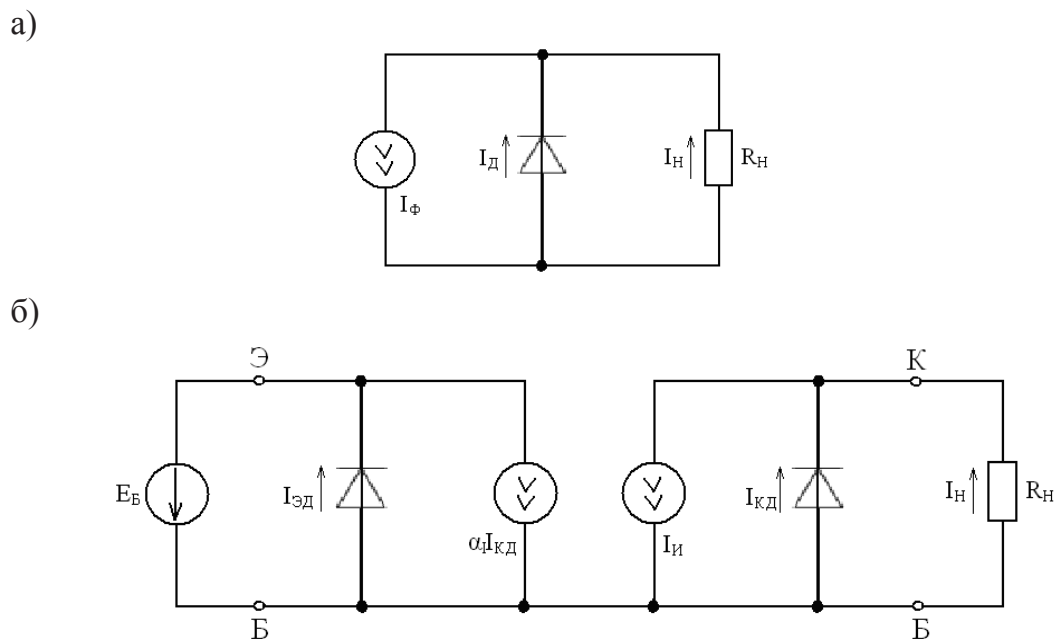 а)
I_Д
I_Н
R_Н
I_Ф
б)
Э
К
E_Б
I_ЭД
α_I I_КД
I_И
I_КД
I_Н
R_Н
Б
Б